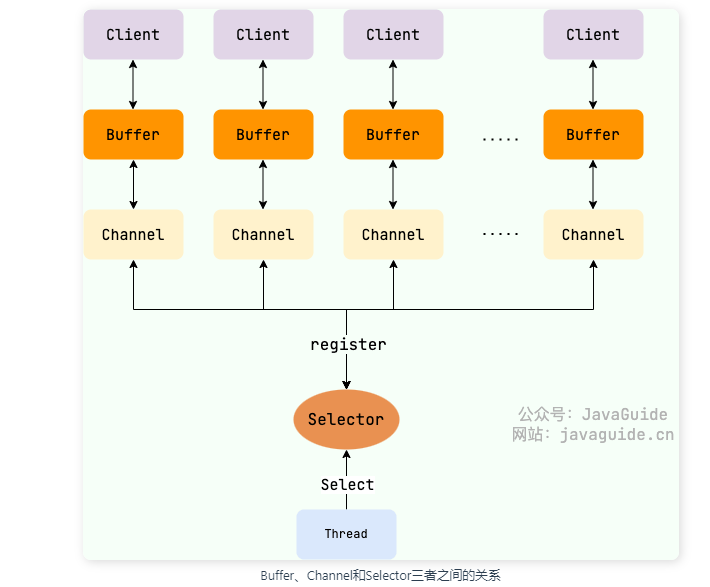 Client Client Client Client
Buffer Buffer Buffer ..... Buffer
Channel Channel Channel ..... Channel
register
Selector
公众号：JavaGuide
网站：javaguide.cn
Select
Thread
Buffer、Channel和Selector三者之间的关系